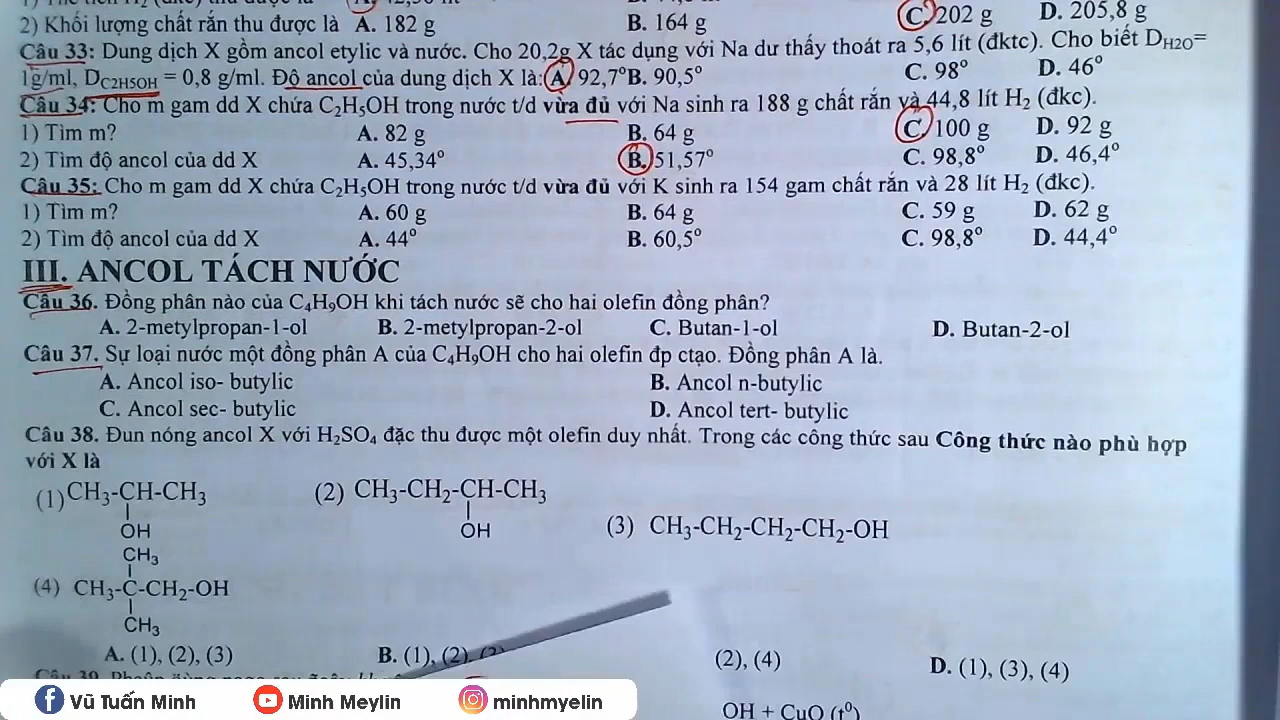 2) Khối lượng chất rắn thu được là A. 182 g B. 164 g C. 202 g D. 205,8 g
Câu 33: Dung dịch X gồm ancol etylic và nước. Cho 20,2g X tác dụng với Na dư thấy thoát ra 5,6 lít (đktc). Cho biết D_H2O=
1g/ml, D_C2H5OH = 0,8 g/ml. Độ ancol của dung dịch X là: A. 92,7° B. 90,5° C. 98° D. 46°
Câu 34: Cho m gam dd X chứa C₂H₅OH trong nước t/d vừa đủ với Na sinh ra 188 g chất rắn và 44,8 lít H₂ (đkc).
1) Tìm m? A. 82 g B. 64 g C. 100 g D. 92 g
2) Tìm độ ancol của dd X A. 45,34° B. 51,57° C. 98,8° D. 46,4°
Câu 35: Cho m gam dd X chứa C₂H₅OH trong nước t/d vừa đủ với K sinh ra 154 gam chất rắn và 28 lít H₂ (đkc).
1) Tìm m? A. 60 g B. 64 g C. 59 g D. 62 g
2) Tìm độ ancol của dd X A. 44° B. 60,5° C. 98,8° D. 44,4°
III. ANCOL TÁCH NƯỚC
Câu 36. Đồng phân nào của C₄H₉OH khi tách nước sẽ cho hai olefin đồng phân?
A. 2-metylpropan-1-ol B. 2-metylpropan-2-ol C. Butan-1-ol D. Butan-2-ol
Câu 37. Sự loại nước một đồng phân A của C₄H₉OH cho hai olefin đp ctạo. Đồng phân A là.
A. Ancol iso- butylic B. Ancol n-butylic
C. Ancol sec- butylic D. Ancol tert- butylic
Câu 38. Đun nóng ancol X với H₂SO₄ đặc thu được một olefin duy nhất. Trong các công thức sau Công thức nào phù hợp
với X là
(1) CH₃-CH-CH₃ (2) CH₃-CH₂-CH-CH₃
OH OH (3) CH₃-CH₂-CH₂-CH₂-OH
CH₃
(4) CH₃-C-CH₂-OH
CH₃
A. (1), (2), (3) B. (1), (2), (2), (4) D. (1), (3), (4)
OH + CuO (t⁰)
Vũ Tuấn Minh Minh Meylin minhmyelin